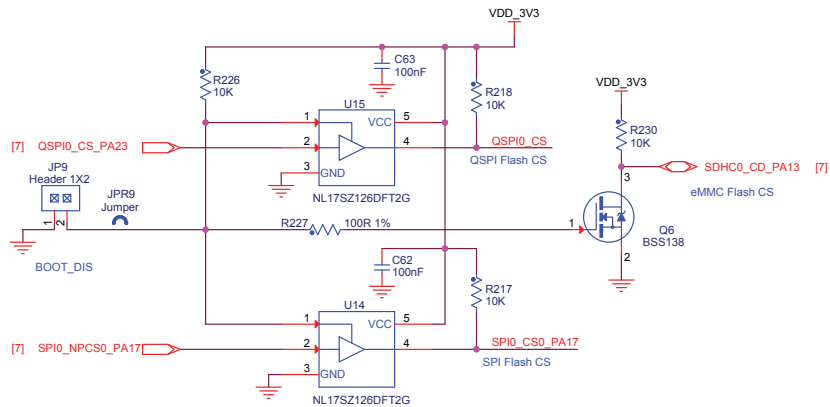 VDD_3V3
C63
100nF
R226
10K
R218
10K
VDD_3V3
U15
1
VCC
5
R230
10K
[7]
QSPI0_CS_PA23
2
4
QSPI0_CS
3
GND
QSPI Flash CS
SDHC0_CD_PA13
[7]
JP9
Header 1X2
JPR9
Jumper
NL17SZ126DFT2G
3
eMMC Flash CS
1
2
R227
100R 1%
1
Q6
BSS138
BOOT_DIS
C62
100nF
2
R217
10K
U14
1
VCC
5
[7]
SPI0_NPCS0_PA17
2
4
SPI0_CS0_PA17
3
GND
SPI Flash CS
NL17SZ126DFT2G